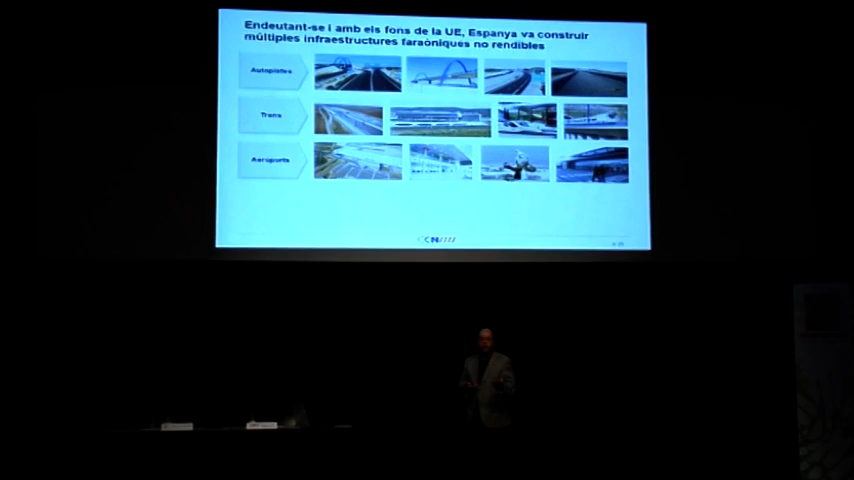 Endeutant-se i amb els fons de la UE, Espanya va construir
múltiples infraestructures faraòniques no rendibles
Autopistes
Trens
Aeroports
CCN